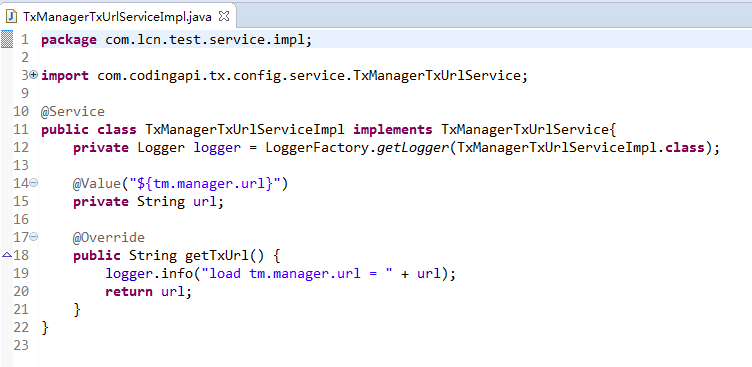 TxManagerTxUrlServiceImpl.java
1 package com.lcn.test.service.impl;
2
3 import com.codingapi.tx.config.service.TxManagerTxUrlService;
9
10 @Service
11 public class TxManagerTxUrlServiceImpl implements TxManagerTxUrlService{
12     private Logger logger = LoggerFactory.getLogger(TxManagerTxUrlServiceImpl.class);
13
14     @Value("${tm.manager.url}")
15     private String url;
16
17     @Override
18     public String getTxUrl() {
19         logger.info("load tm.manager.url = " + url);
20         return url;
21     }
22 }
23